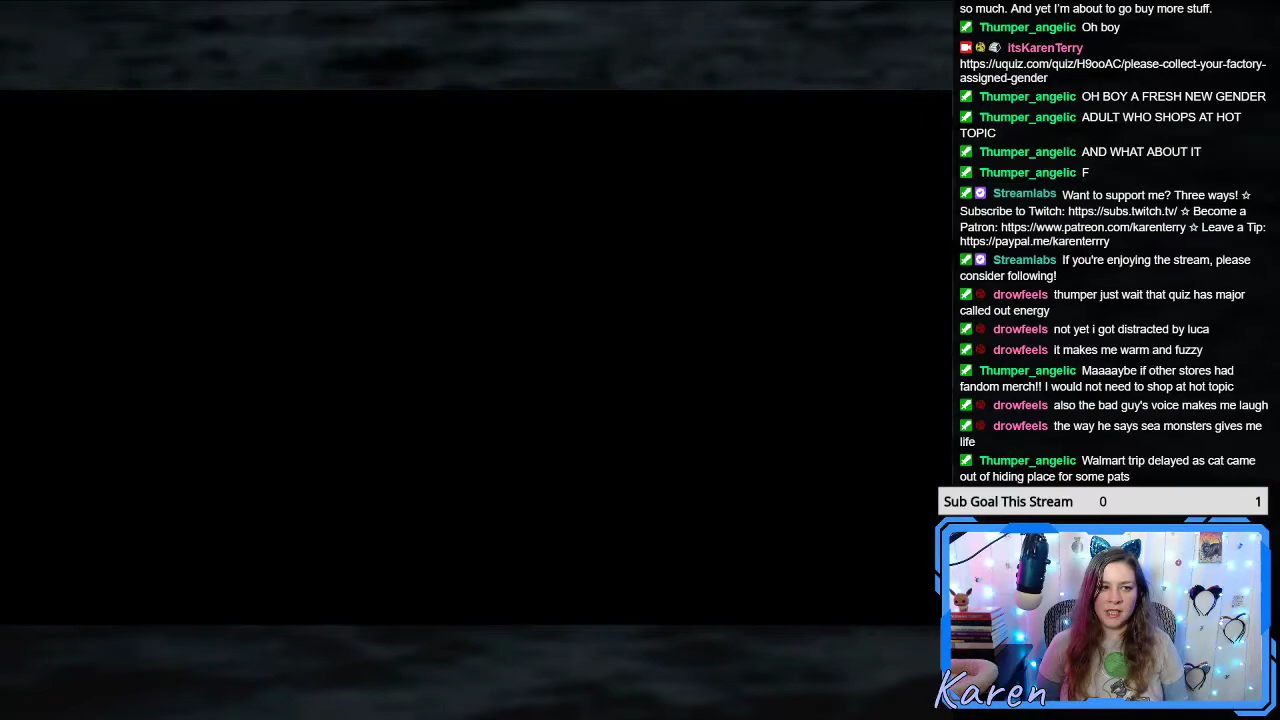 so much. And yet I'm about to go buy more stuff.
Thumper_angelic Oh boy
itsKarenTerry
https://uquiz.com/quiz/H9ooAC/please-collect-your-factory-
assigned-gender
Thumper_angelic OH BOY A FRESH NEW GENDER
Thumper_angelic ADULT WHO SHOPS AT HOT
TOPIC
Thumper_angelic AND WHAT ABOUT IT
Thumper_angelic F
Streamlabs Want to support me? Three ways! ☆
Subscribe to Twitch: https://subs.twitch.tv/ ☆ Become a
Patron: https://www.patreon.com/karenterry ☆ Leave a Tip:
https://paypal.me/karenterrry
Streamlabs If you're enjoying the stream, please
consider following!
drowfeels thumper just wait that quiz has major
called out energy
drowfeels not yet i got distracted by luca
drowfeels it makes me warm and fuzzy
Thumper_angelic Maaaaybe if other stores had
fandom merch!! I would not need to shop at hot topic
drowfeels also the bad guy's voice makes me laugh
drowfeels the way he says sea monsters gives me
life
Thumper_angelic Walmart trip delayed as cat came
out of hiding place for some pats
Sub Goal This Stream 0 1
Karen